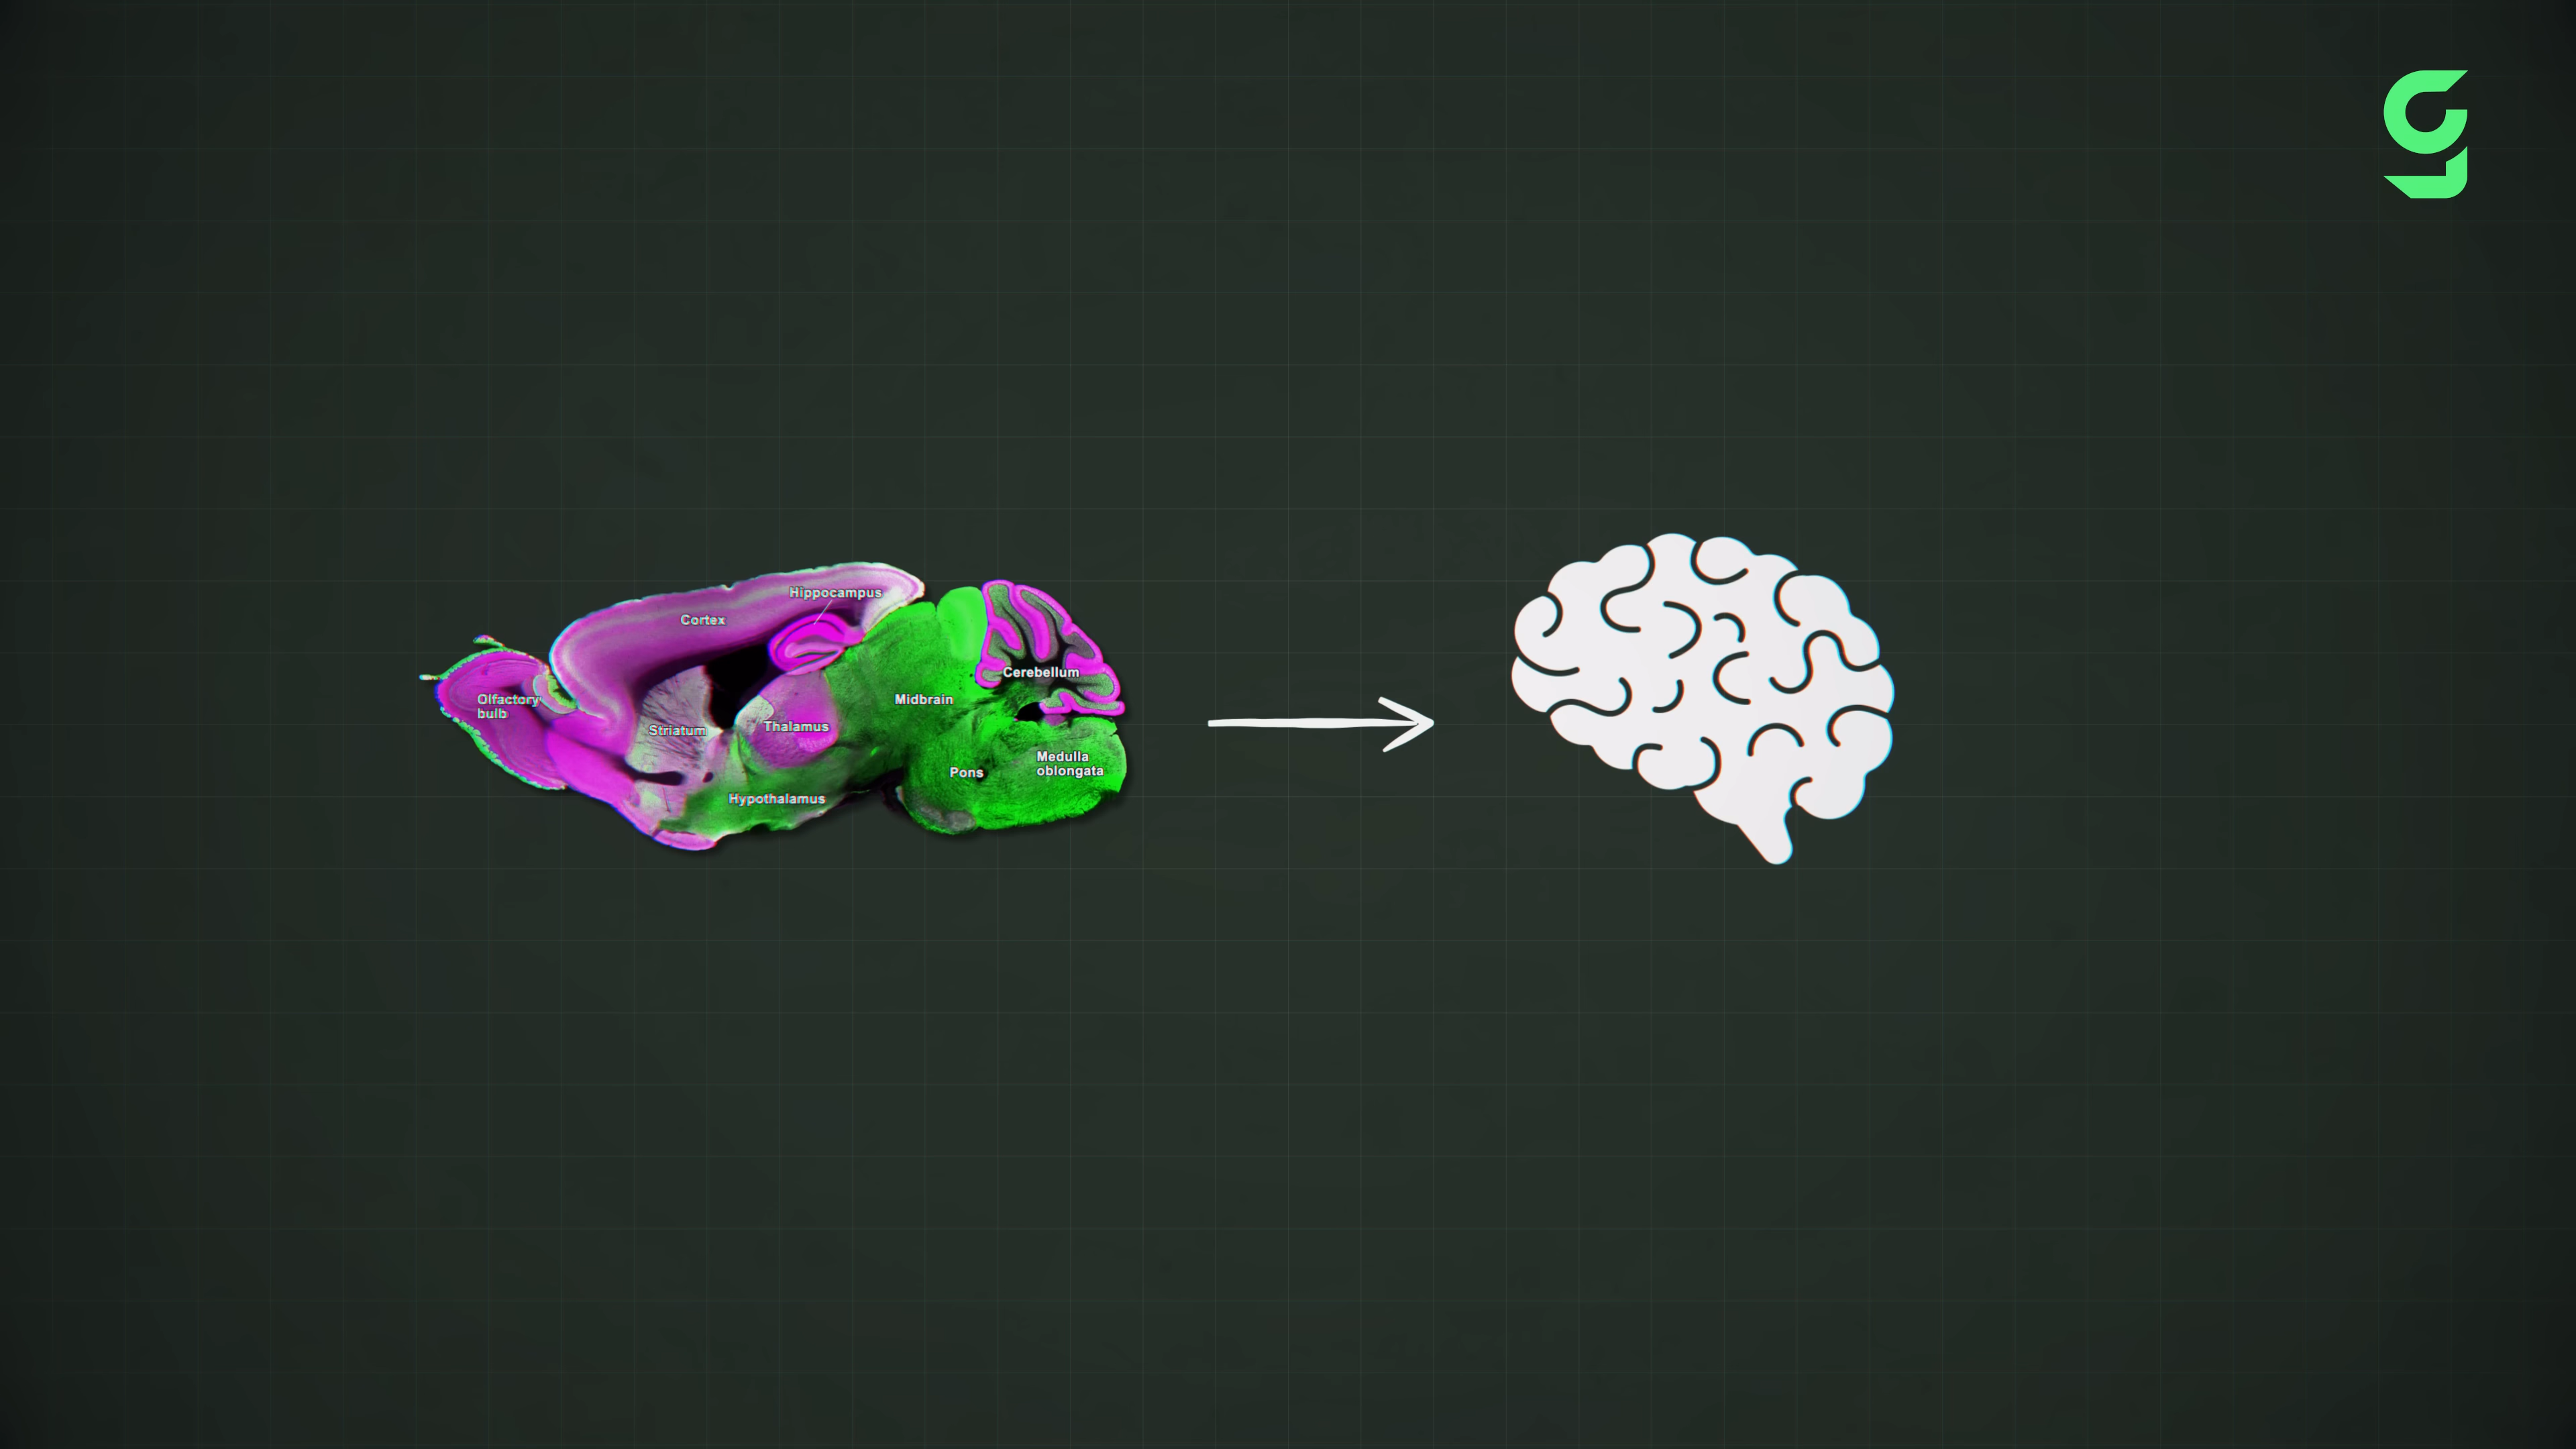 Hippocampus
Cortex
Cerebellum
Olfactory
bulb
Midbrain
Striatum
Thalamus
Medulla
oblongata
Pons
Hypothalamus